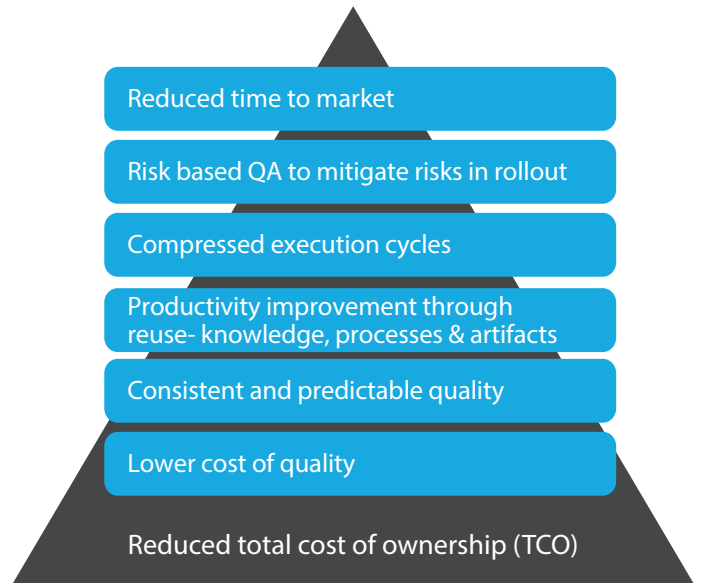 Reduced time to market
Risk based QA to mitigate risks in rollout
Compressed execution cycles
Productivity improvement through
reuse- knowledge, processes & artifacts
Consistent and predictable quality
Lower cost of quality
Reduced total cost of ownership (TCO)